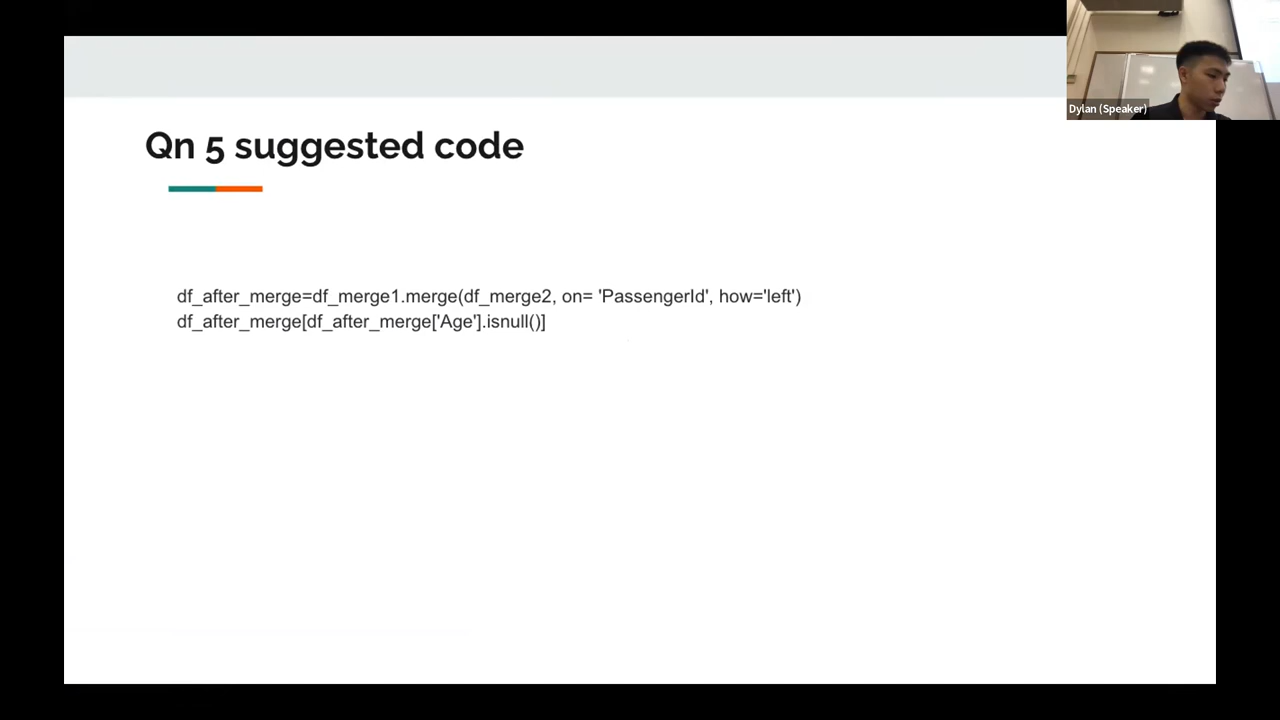 Qn 5 suggested code
df_after_merge=df_merge1.merge(df_merge2, on= 'PassengerId', how='left')
df_after_merge[df_after_merge['Age'].isnull()]
Dylan (Speaker)